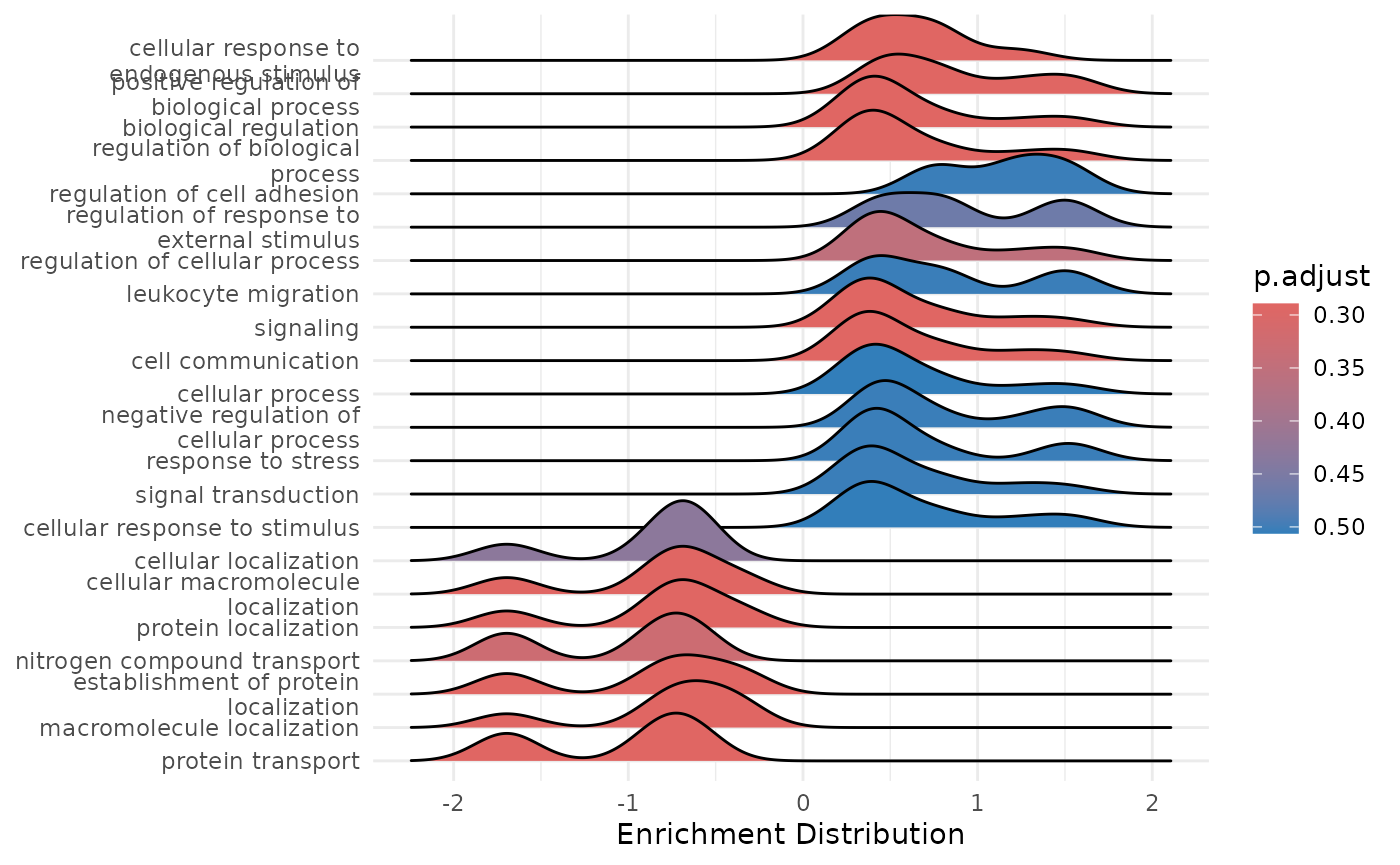 cellular response to
endogenous stimulus
positive regulation of
biological process
biological regulation
regulation of biological
process
regulation of cell adhesion
regulation of response to
external stimulus
regulation of cellular process
leukocyte migration
signaling
cell communication
cellular process
negative regulation of
cellular process
response to stress
signal transduction
cellular response to stimulus
cellular localization
cellular macromolecule
localization
protein localization
nitrogen compound transport
establishment of protein
localization
macromolecule localization
protein transport
-2
-1
0
1
2
Enrichment Distribution
p.adjust
0.30
0.35
0.40
0.45
0.50